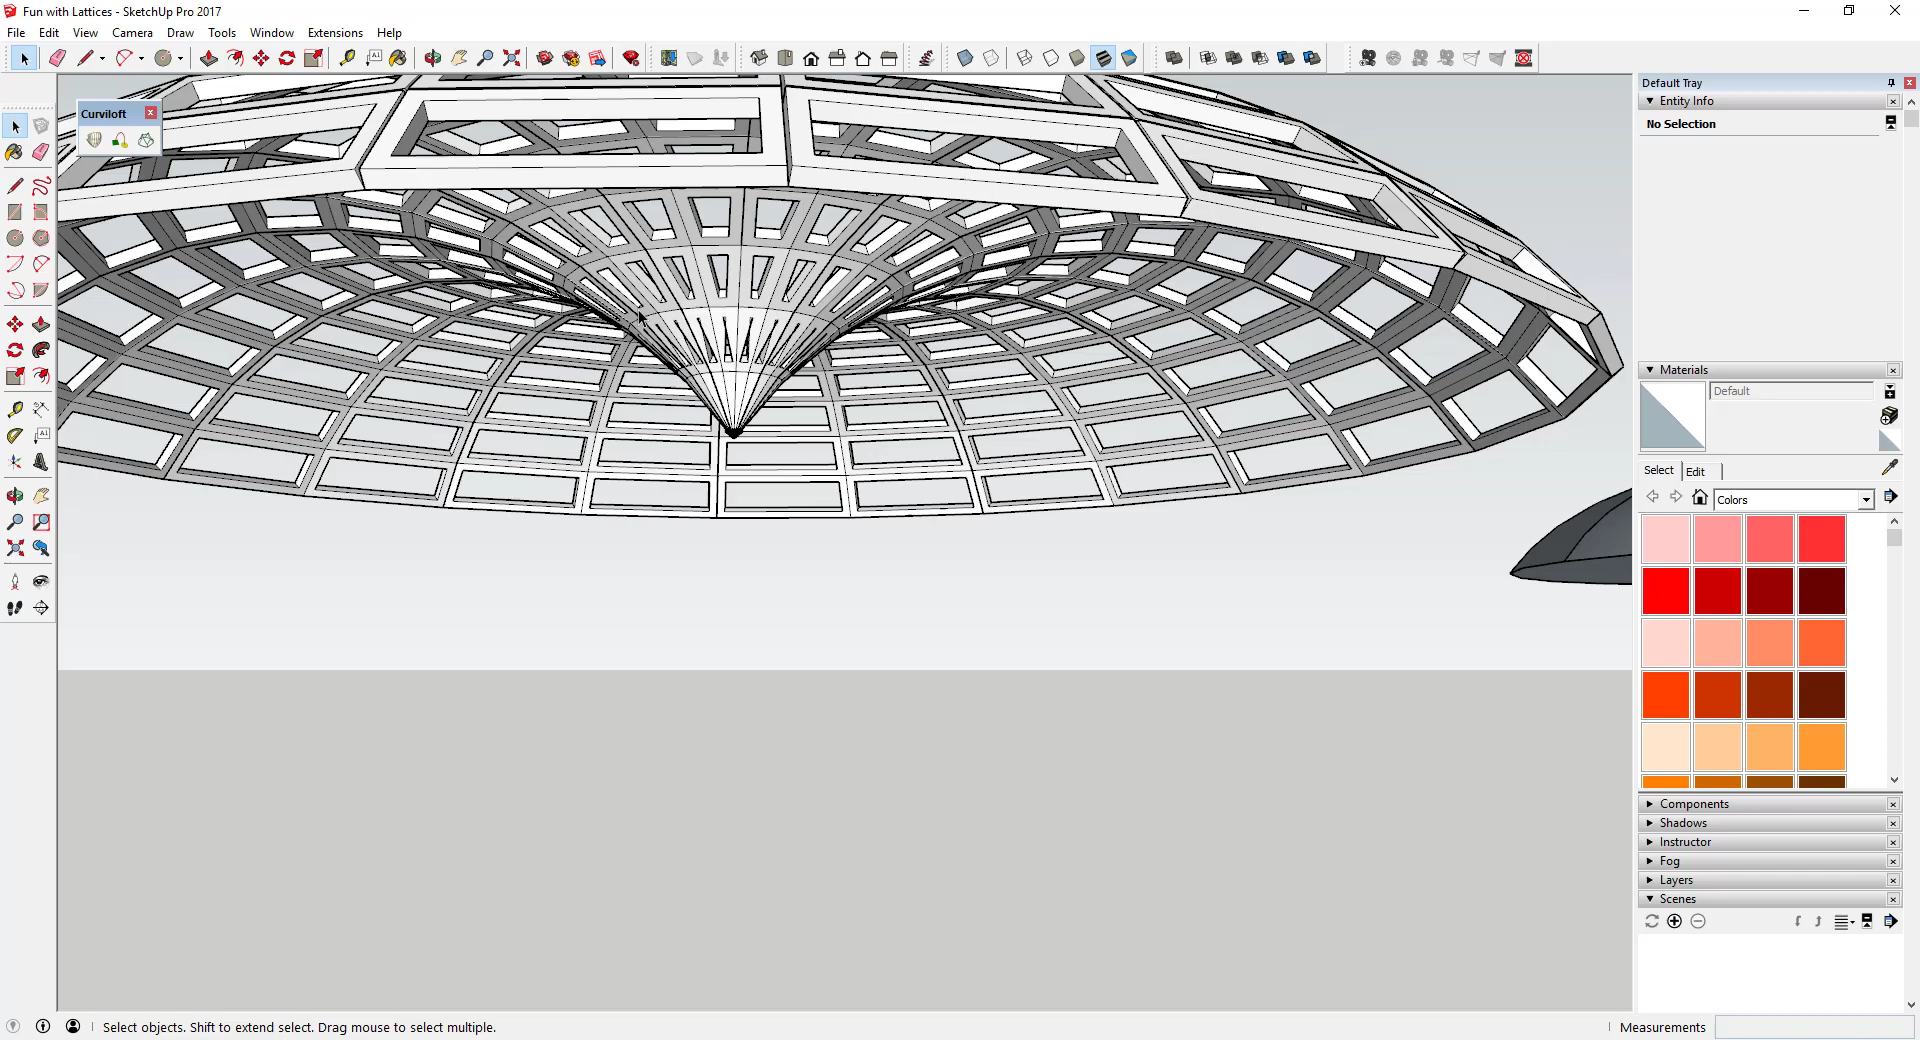 Fun with Lattices - SketchUp Pro 2017
File Edit View Camera Draw Tools Window Extensions Help
Default Tray
Entity Info
No Selection
Curviloft
Materials
Default
Select Edit
Colors
Components
Shadows
Instructor
Fog
Layers
Scenes
Select objects. Shift to extend select. Drag mouse to select multiple.
Measurements